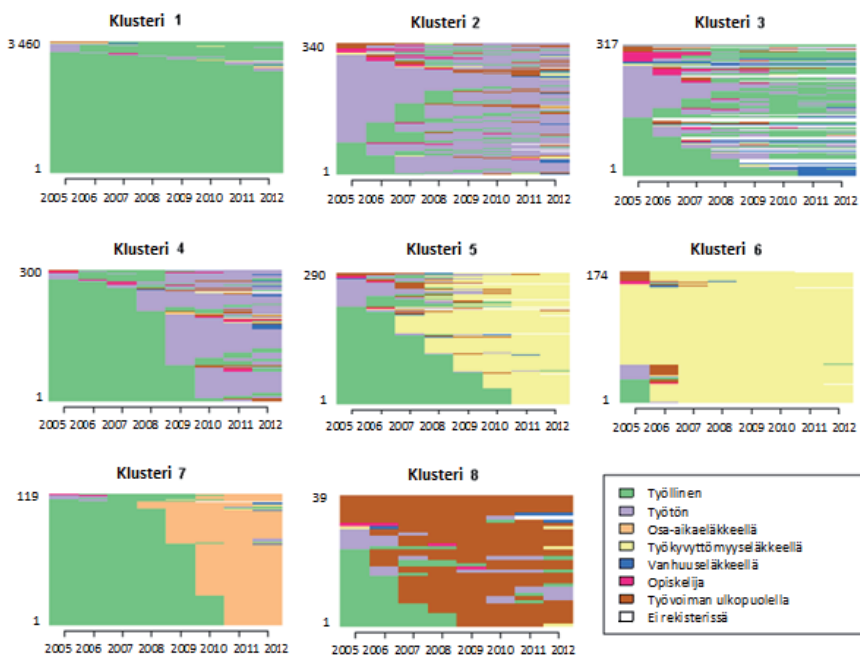 Klusteri 1
3 460
1
2005 2006 2007 2008 2009 2010 2011 2012
Klusteri 2
340
1
2005 2006 2007 2008 2009 2010 2011 2012
Klusteri 3
317
1
2005 2006 2007 2008 2009 2010 2011 2012
Klusteri 4
300
1
2005 2006 2007 2008 2009 2010 2011 2012
Klusteri 5
290
1
2005 2006 2007 2008 2009 2010 2011 2012
Klusteri 6
174
1
2005 2006 2007 2008 2009 2010 2011 2012
Klusteri 7
119
1
2005 2006 2007 2008 2009 2010 2011 2012
Klusteri 8
39
1
2005 2006 2007 2008 2009 2010 2011 2012
Työllinen
Työtön
Osa-aikaeläkkeellä
Työkyvyttömyyseläkkeellä
Vanhuuseläkkeellä
Opiskelija
Työvoiman ulkopuolella
Ei rekisterissä